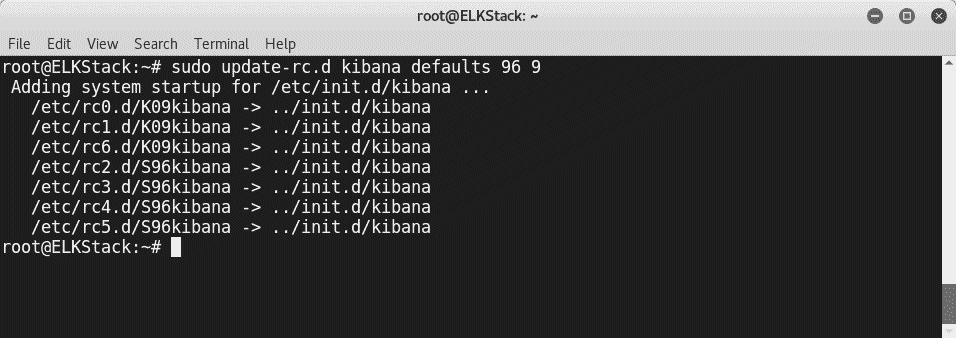 root@ELKStack: ~
File Edit View Search Terminal Help
root@ELKStack:~# sudo update-rc.d kibana defaults 96 9
 Adding system startup for /etc/init.d/kibana ...
   /etc/rc0.d/K09kibana -> ../init.d/kibana
   /etc/rc1.d/K09kibana -> ../init.d/kibana
   /etc/rc6.d/K09kibana -> ../init.d/kibana
   /etc/rc2.d/S96kibana -> ../init.d/kibana
   /etc/rc3.d/S96kibana -> ../init.d/kibana
   /etc/rc4.d/S96kibana -> ../init.d/kibana
   /etc/rc5.d/S96kibana -> ../init.d/kibana
root@ELKStack:~#